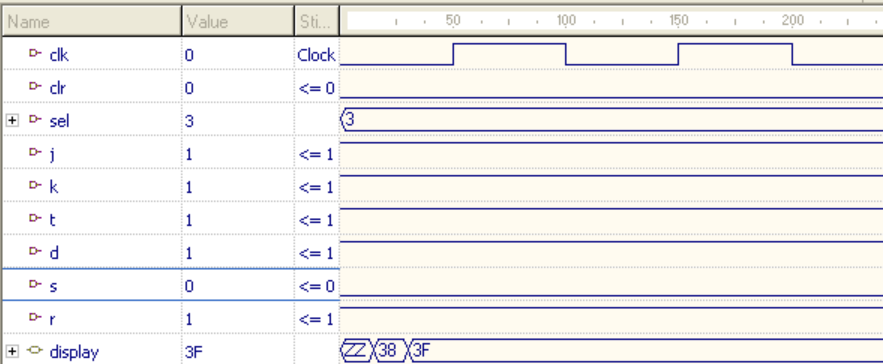 Name Value Sti... 50 100 150 200
clk 0 Clock
clr 0 <= 0
sel 3 3
j 1 <= 1
k 1 <= 1
t 1 <= 1
d 1 <= 1
s 0 <= 0
r 1 <= 1
display 3F ZZ 38 3F